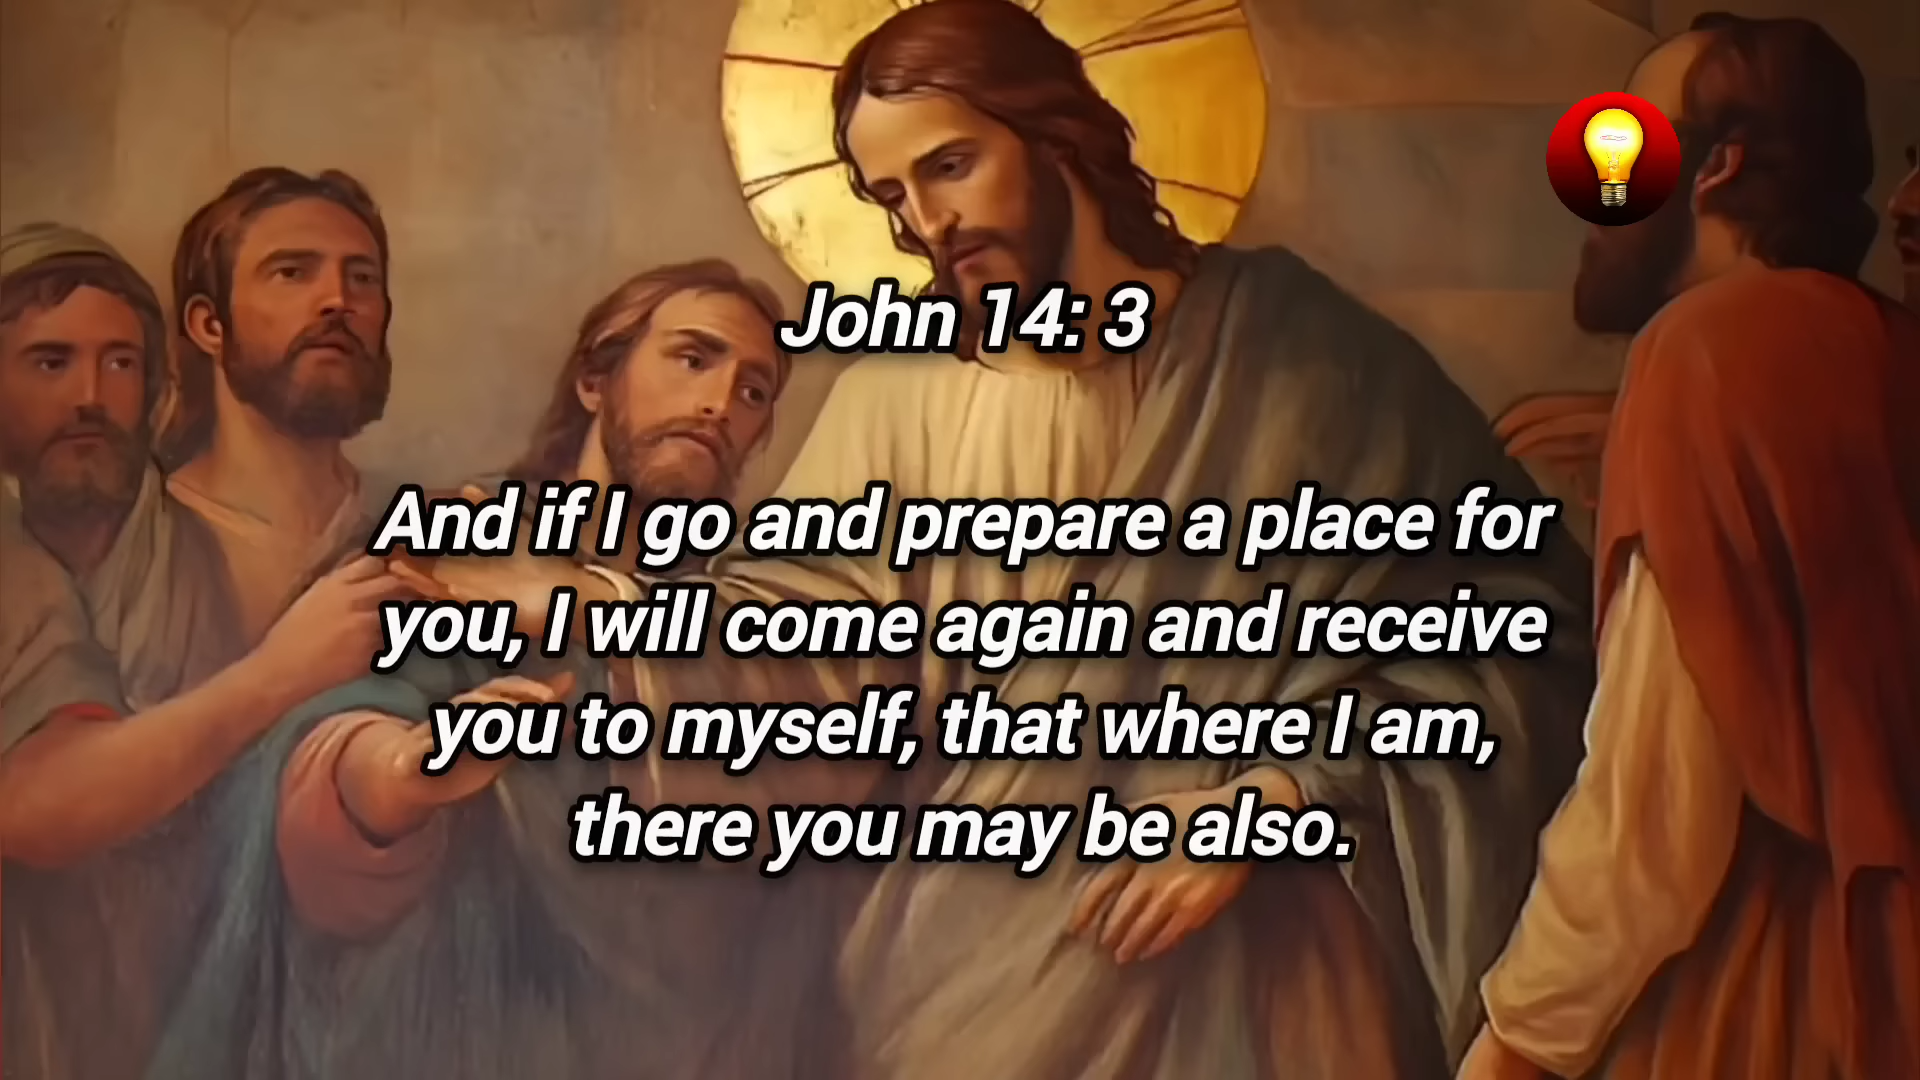 John 14: 3
And if I go and prepare a place for
you, I will come again and receive
you to myself, that where I am,
there you may be also.